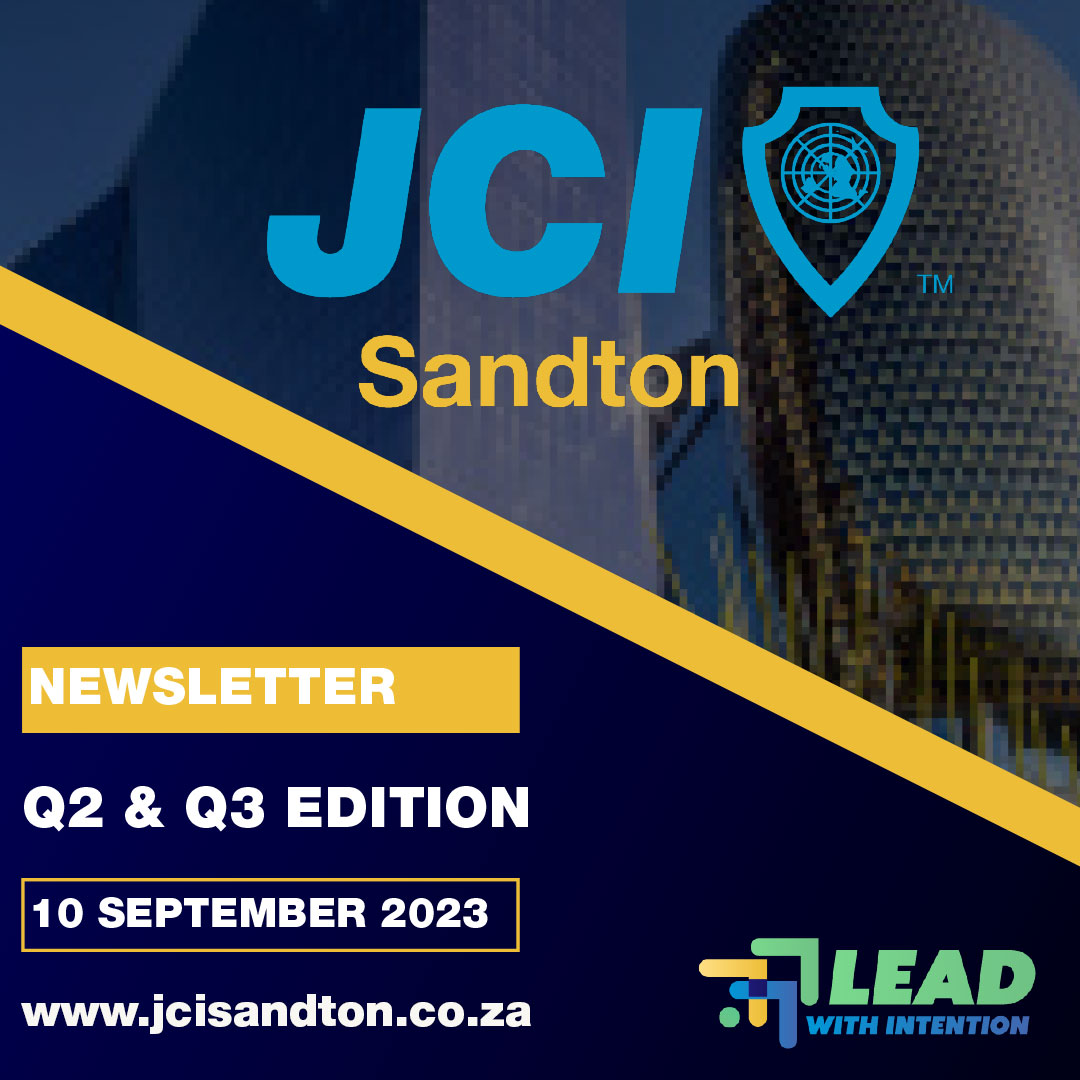 JCI
TM
Sandton
NEWSLETTER
Q2 & Q3 EDITION
10 SEPTEMBER 2023
www.jcisandton.co.za
LEAD
WITH INTENTION